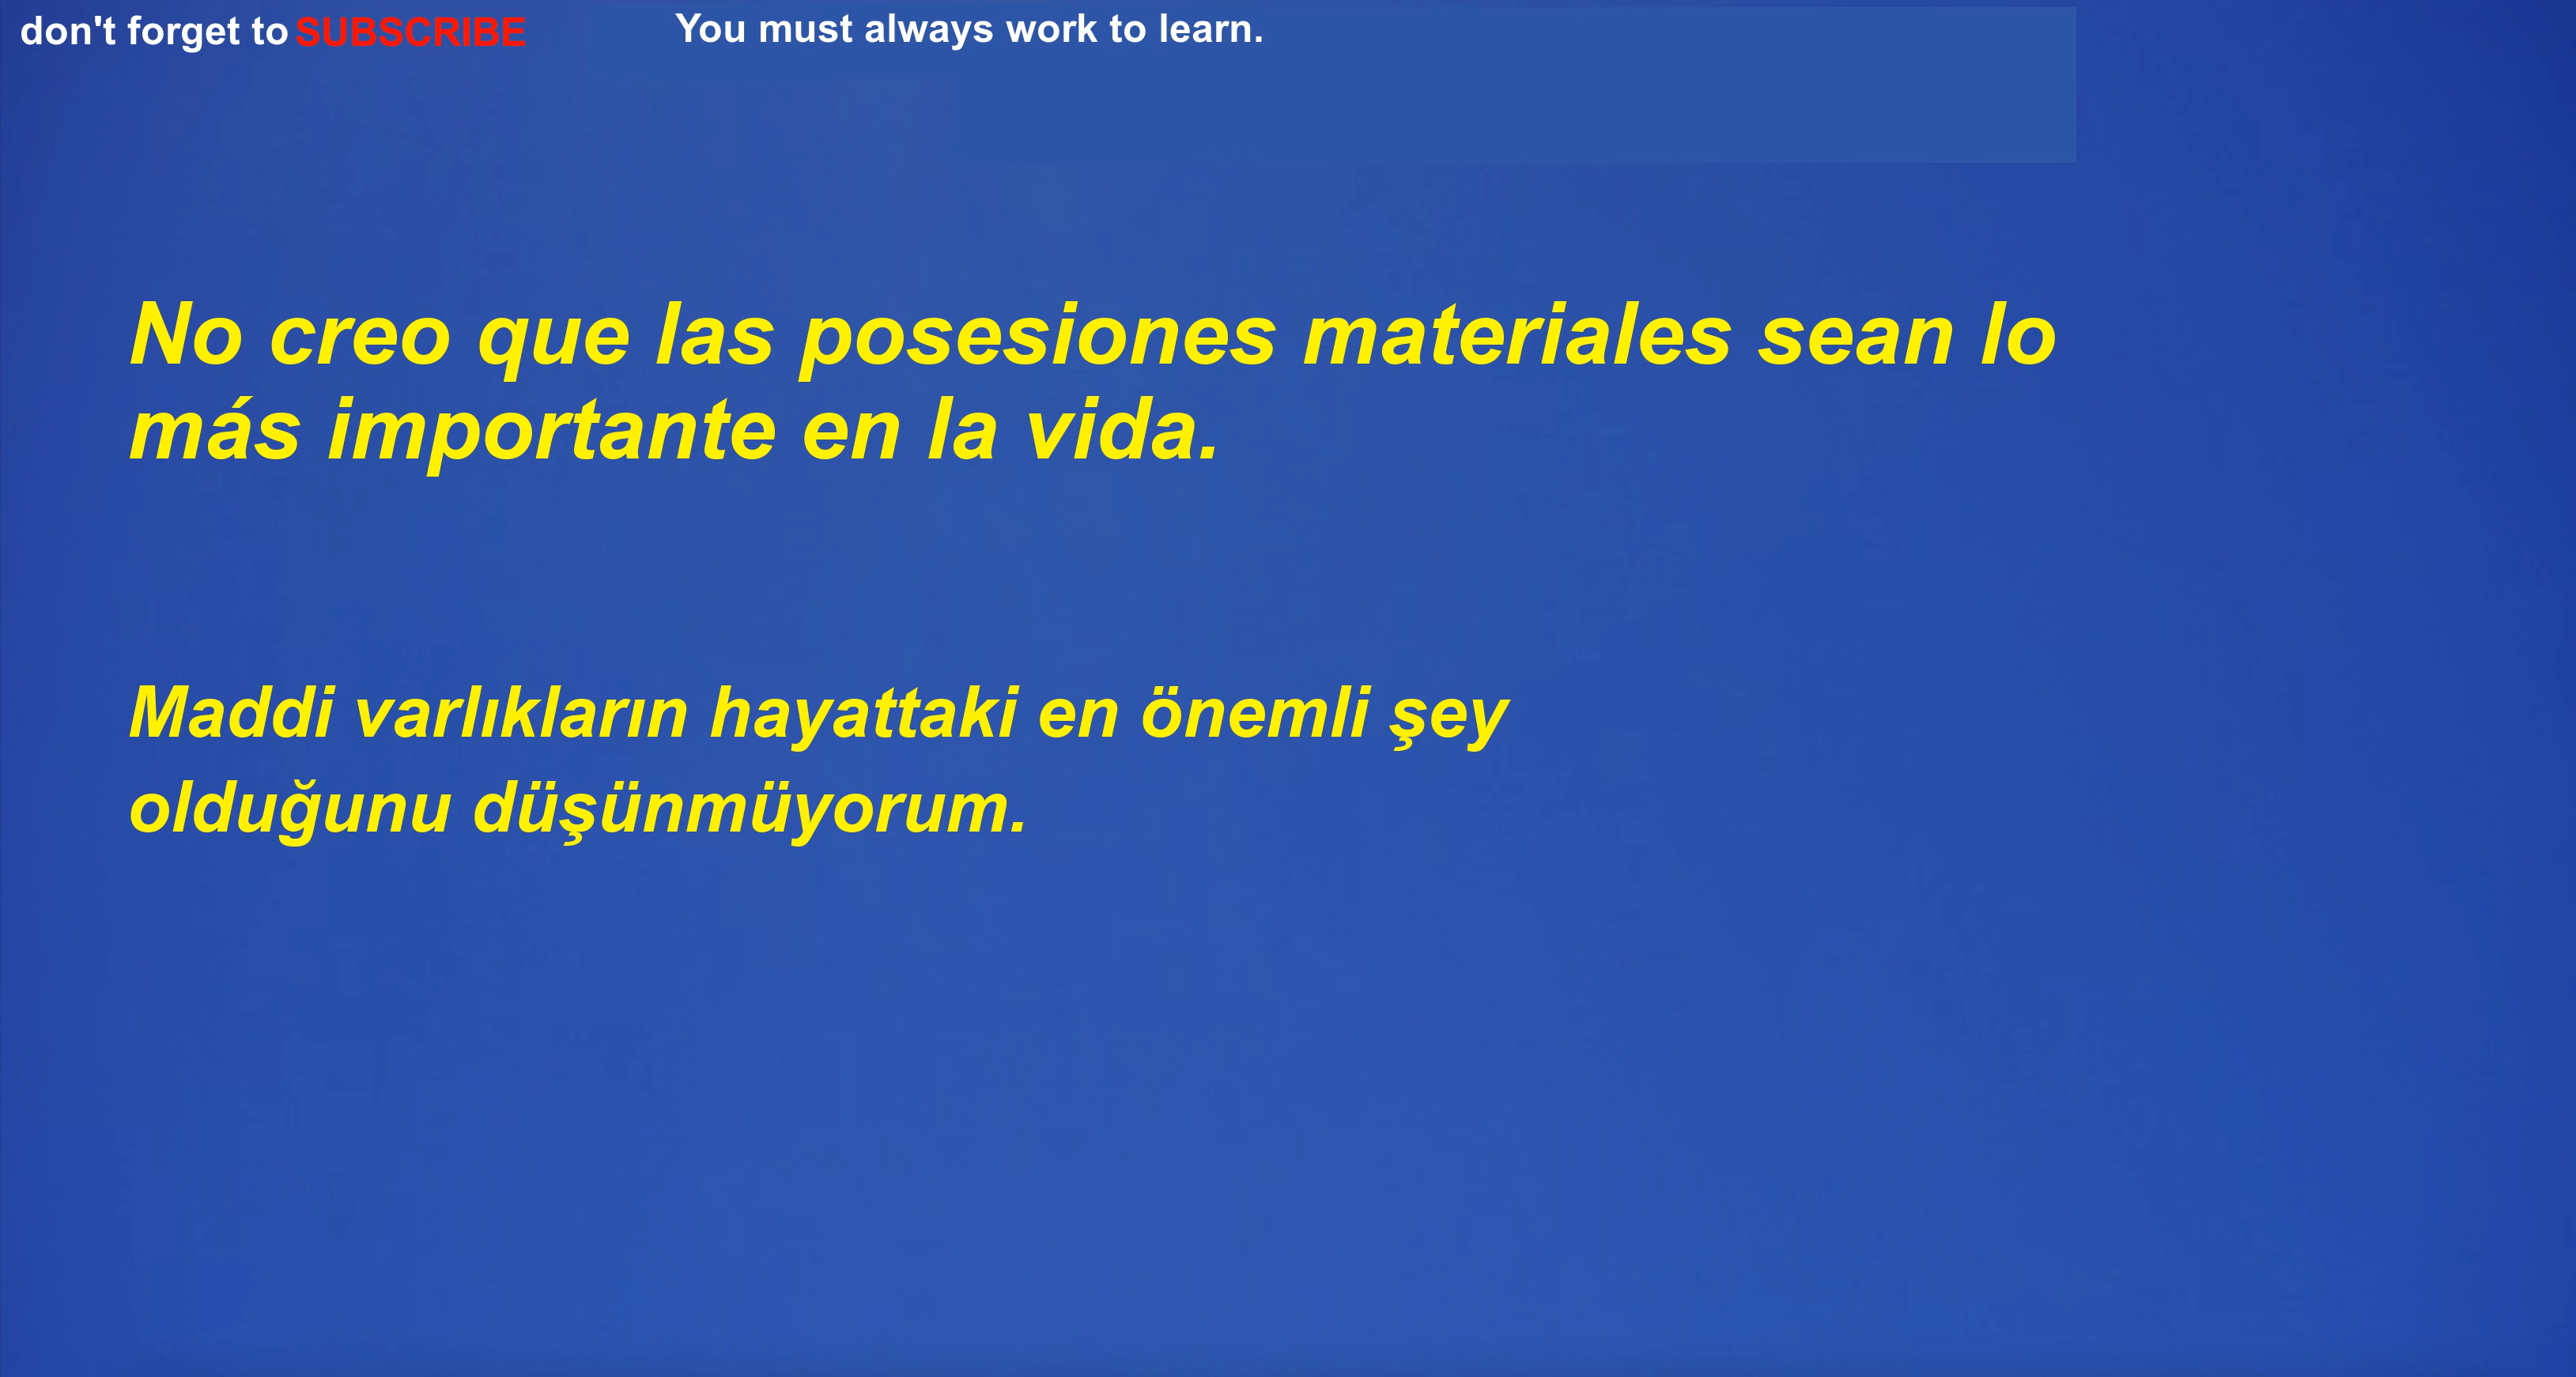 don't forget to SUBSCRIBE
You must always work to learn.
No creo que las posesiones materiales sean lo
más importante en la vida.
Maddi varlıkların hayattaki en önemli şey
olduğunu düşünmüyorum.